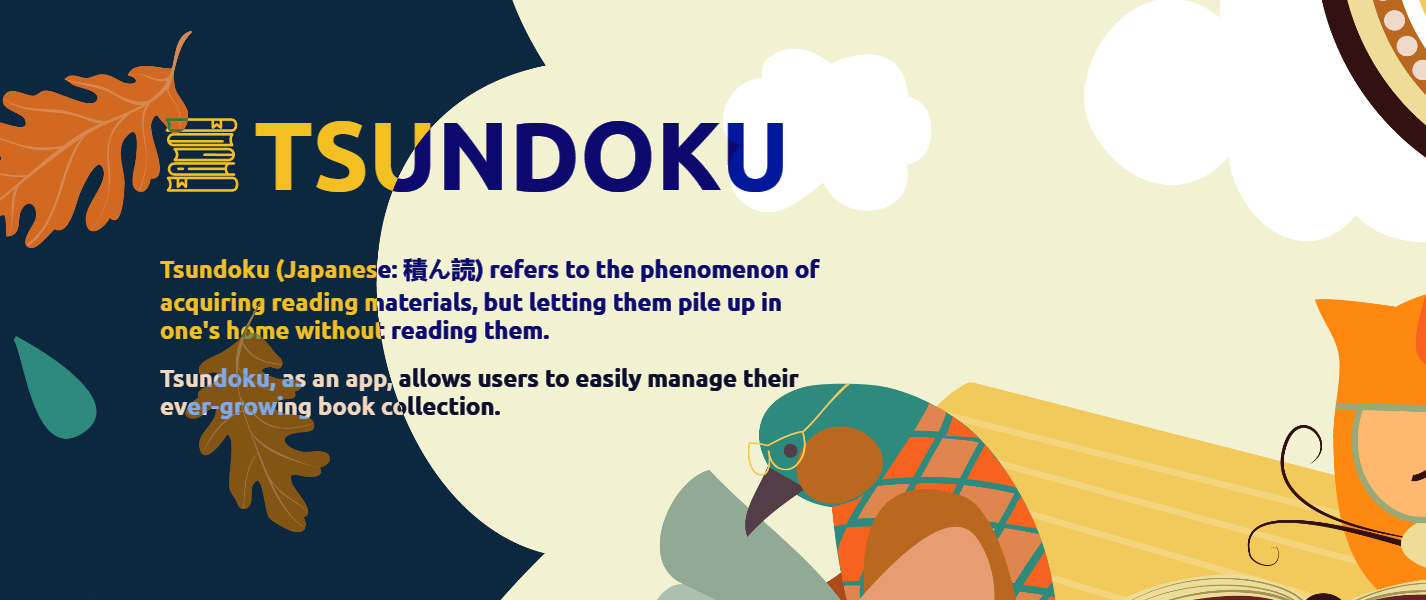 TSUNDOKU
Tsundoku (Japanese: 積ん読) refers to the phenomenon of
acquiring reading materials, but letting them pile up in
one's home without reading them.
Tsundoku, as an app, allows users to easily manage their
ever-growing book collection.